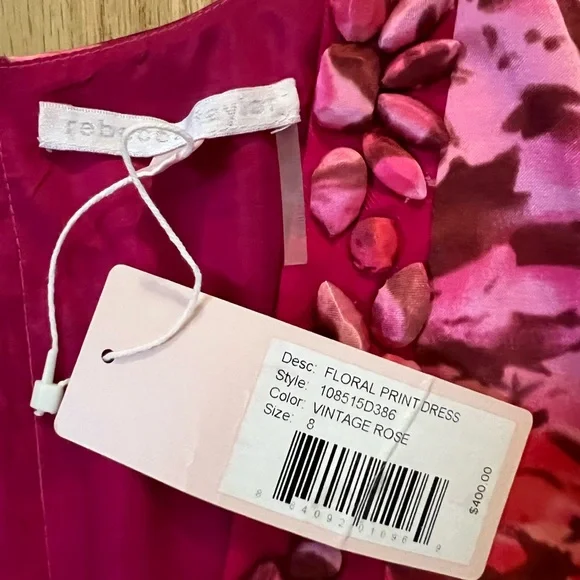 rebecca taylor
Desc: FLORAL PRINT DRESS
Style: 108515D386
Color: VINTAGE ROSE
Size: 8
$400.00